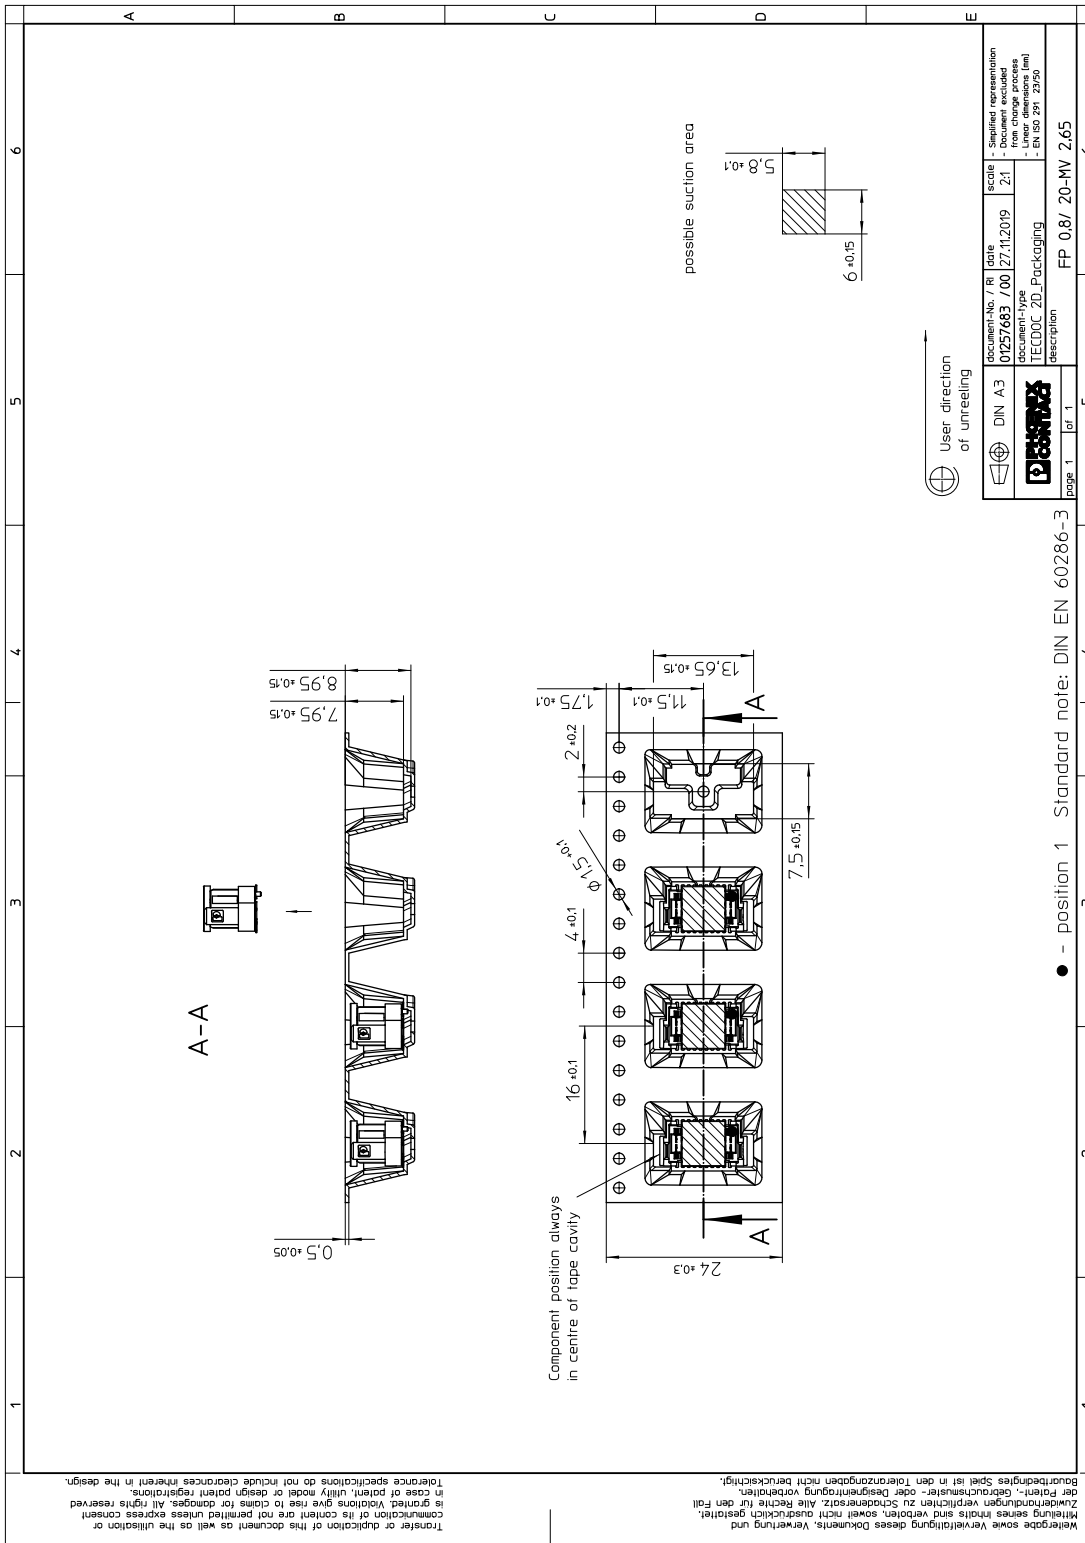 1
2
3
4
5
6
A
B
C
D
E
A-A
0,5 ±0,05
7,95 ±0,15
8,95 ±0,15
Component position always
in centre of tape cavity
16 ±0,1
4 ±0,1
Ø 1,5 +0,1
2 ±0,2
1,75 ±0,1
11,5 ±0,1
13,65 ±0,15
7,5 ±0,15
24 ±0,3
A
A
possible suction area
5,8 ±0,1
6 ±0,15
User direction
of unreeling
● - position 1 Standard note: DIN EN 60286-3
DIN A3
PHOENIX
CONTACT
page 1 of 1
document-No. / RI
01257683 / 00
date
27.11.2019
scale
2:1
document-type
TECDOC 2D_Packaging
description
FP 0,8/ 20-MV 2,65
- Simplified representation
- Document excluded
from change process
- Linear dimensions [mm]
- EN ISO 291 23/50
Transfer or duplication of this document as well as the utilisation or
communication of its content are not permitted unless express consent
is granted. Violations give rise to claims for damages. All rights reserved
in case of patent, utility model or design patent registrations.
Tolerance specifications do not include clearances inherent in the design.
Weitergabe sowie Vervielfältigung dieses Dokuments, Verwertung und
Mitteilung seines Inhalts sind verboten, soweit nicht ausdrücklich gestattet.
Zuwiderhandlungen verpflichten zu Schadenersatz. Alle Rechte für den Fall
der Patent-, Gebrauchsmuster- oder Designeintragung vorbehalten.
Bauartbedingtes Spiel ist in den Toleranzangaben nicht berücksichtigt.